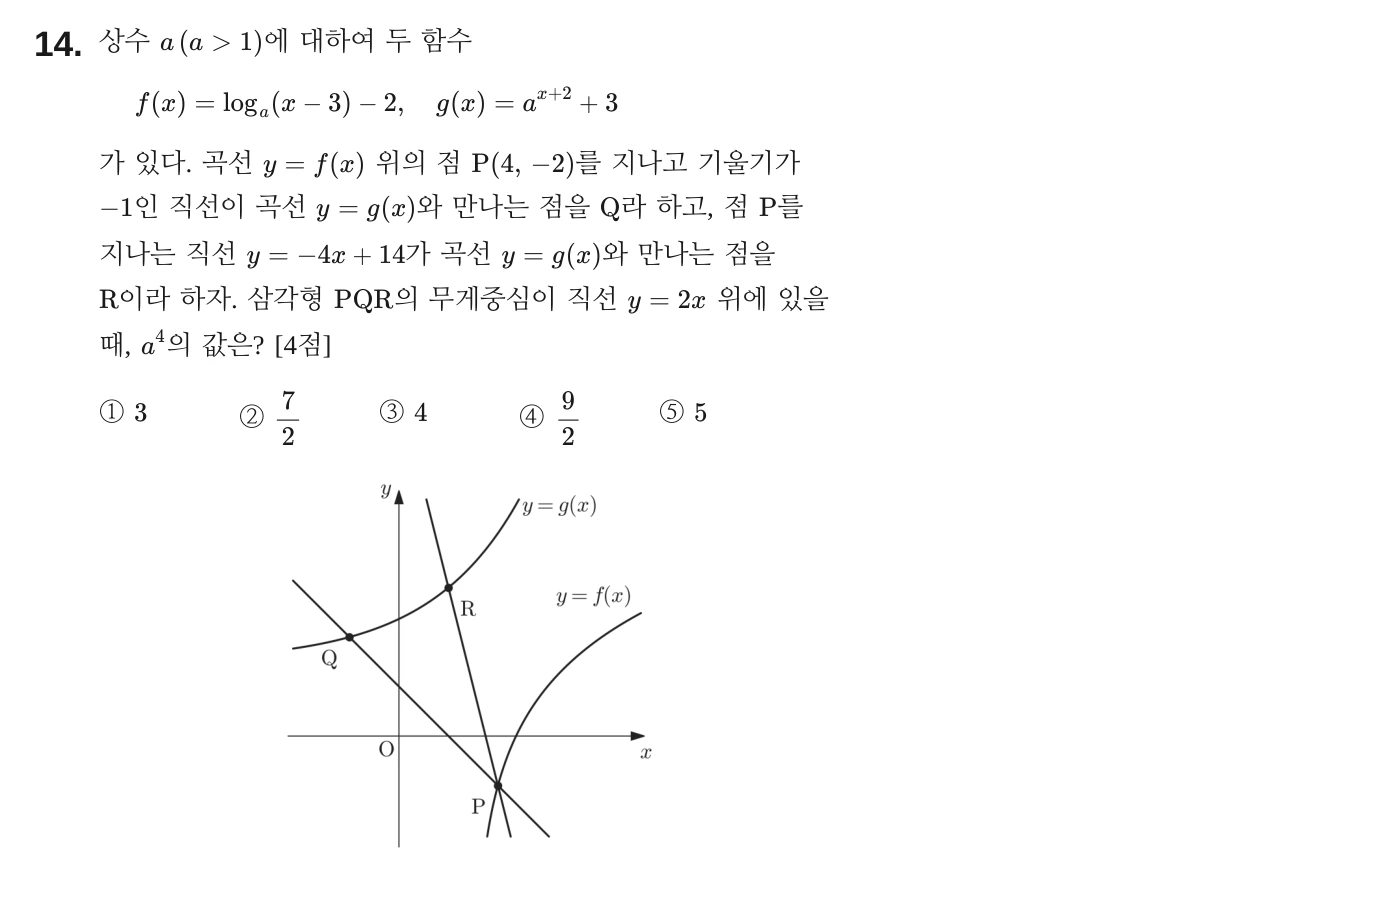 14. 상수 a(a > 1)에 대하여 두 함수
f(x) = logₐ(x − 3) − 2, g(x) = aˣ⁺² + 3
가 있다. 곡선 y = f(x) 위의 점 P(4, −2)를 지나고 기울기가
−1인 직선이 곡선 y = g(x)와 만나는 점을 Q라 하고, 점 P를
지나는 직선 y = −4x + 14가 곡선 y = g(x)와 만나는 점을
R이라 하자. 삼각형 PQR의 무게중심이 직선 y = 2x 위에 있을
때, a⁴의 값은? [4점]
① 3 ② 7/2 ③ 4 ④ 9/2 ⑤ 5
y
y = g(x)
y = f(x)
R
Q
O
x
P